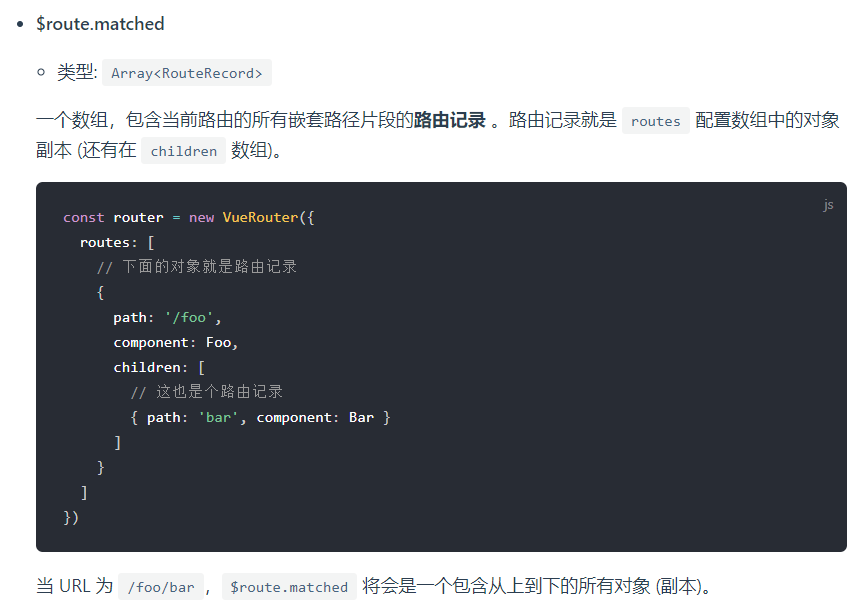 $route.matched
类型: Array<RouteRecord>
一个数组，包含当前路由的所有嵌套路径片段的路由记录 。路由记录就是 routes 配置数组中的对象
副本 (还有在 children 数组)。
js
const router = new VueRouter({
  routes: [
    // 下面的对象就是路由记录
    {
      path: '/foo',
      component: Foo,
      children: [
        // 这也是个路由记录
        { path: 'bar', component: Bar }
      ]
    }
  ]
})
当 URL 为 /foo/bar ， $route.matched 将会是一个包含从上到下的所有对象 (副本)。